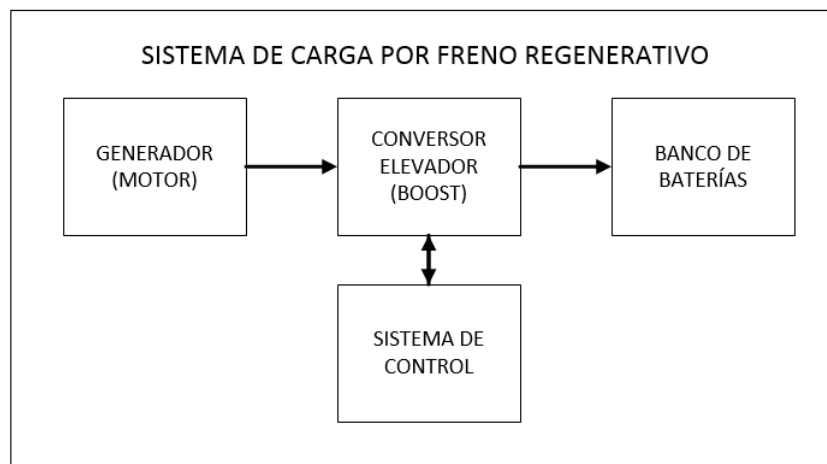 SISTEMA DE CARGA POR FRENO REGENERATIVO
GENERADOR
(MOTOR)
CONVERSOR
ELEVADOR
(BOOST)
BANCO DE
BATERÍAS
SISTEMA DE
CONTROL